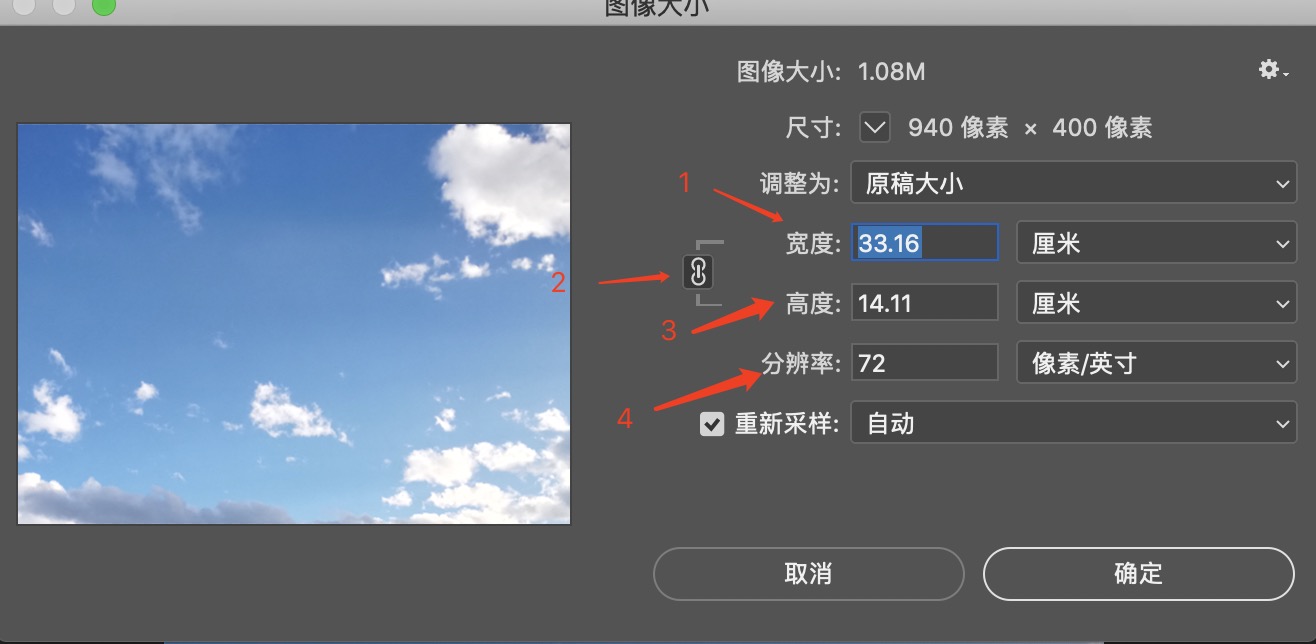 图像大小
图像大小: 1.08M
尺寸: 940 像素 × 400 像素
1 调整为: 原稿大小
宽度: 33.16 厘米
2
3 高度: 14.11 厘米
分辨率: 72 像素/英寸
4 重新采样: 自动
取消 确定